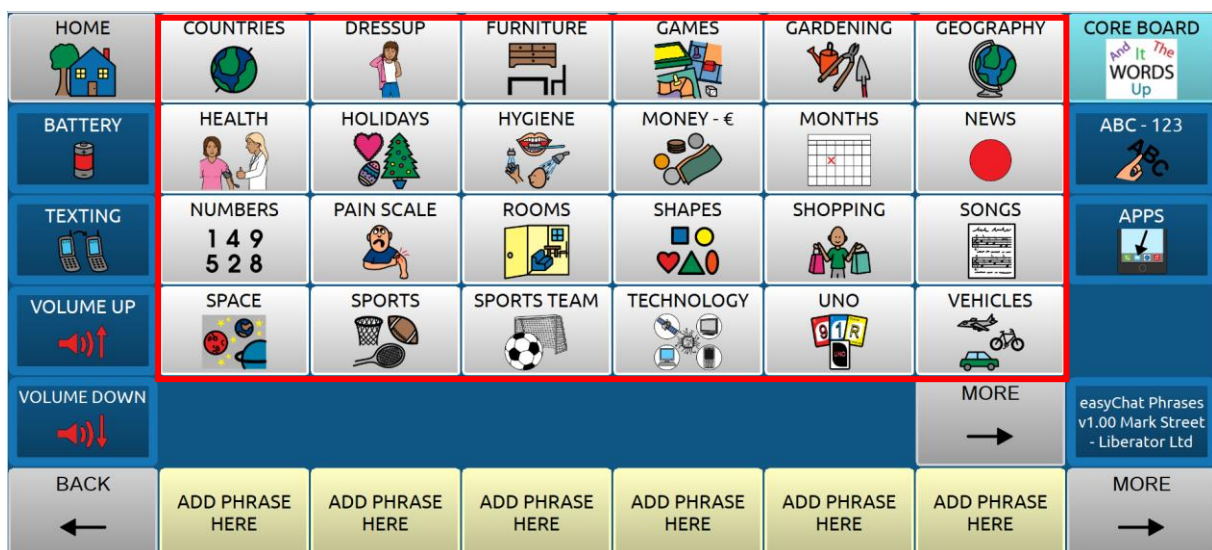 HOME
COUNTRIES
DRESSUP
FURNITURE
GAMES
GARDENING
GEOGRAPHY
CORE BOARD
And It The
WORDS
Up
BATTERY
HEALTH
HOLIDAYS
HYGIENE
MONEY - €
MONTHS
NEWS
ABC - 123
ABC
TEXTING
NUMBERS
1 4 9
5 2 8
PAIN SCALE
ROOMS
SHAPES
SHOPPING
SONGS
APPS
VOLUME UP
SPACE
SPORTS
SPORTS TEAM
TECHNOLOGY
UNO
9 1 R
UNO
VEHICLES
VOLUME DOWN
MORE
easyChat Phrases
v1.00 Mark Street
- Liberator Ltd
BACK
ADD PHRASE
HERE
ADD PHRASE
HERE
ADD PHRASE
HERE
ADD PHRASE
HERE
ADD PHRASE
HERE
ADD PHRASE
HERE
MORE